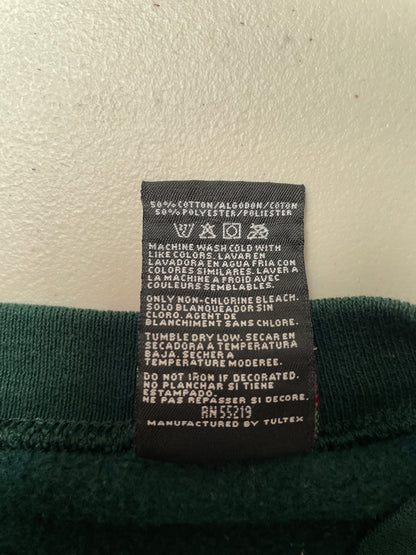 50% COTTON/ALGODON/COTON
50% POLYESTER/POLIESTER
MACHINE WASH COLD WITH
LIKE COLORS. LAVAR EN
LAVADORA EN AGUA FRIA CON
COLORES SIMILARES. LAVER A
LA MACHINE A FROID AVEC
COULEURS SEMBLABLES.
ONLY NON-CHLORINE BLEACH.
SOLO BLANQUEADOR SIN
CLORO. AGENT DE
BLANCHIMENT SANS CHLORE.
TUMBLE DRY LOW. SECAR EN
SECADORA A TEMPERATURA
BAJA. SECHER A
TEMPERATURE MODEREE.
DO NOT IRON IF DECORATED.
NO PLANCHAR SI TIENE
ESTAMPADO.
NE PAS REPASSER SI DECORE.
RN 55219
MANUFACTURED BY TULTEX